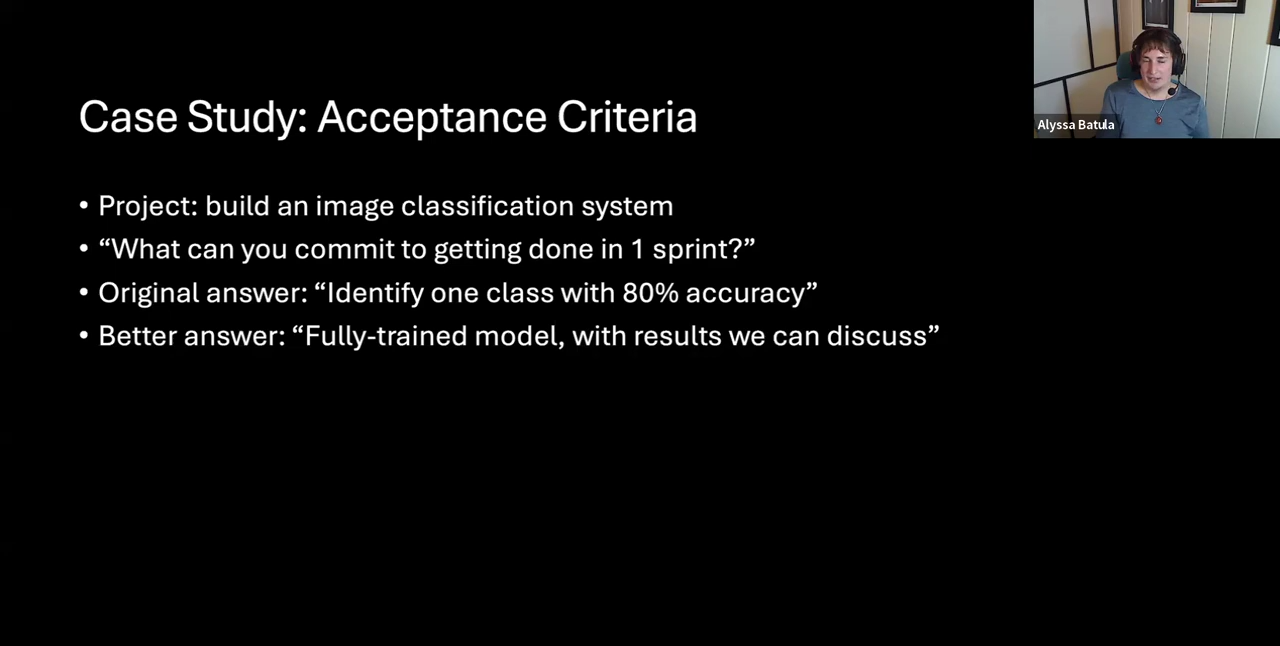 Case Study: Acceptance Criteria
Alyssa Batula
• Project: build an image classification system
• “What can you commit to getting done in 1 sprint?”
• Original answer: “Identify one class with 80% accuracy”
• Better answer: “Fully-trained model, with results we can discuss”